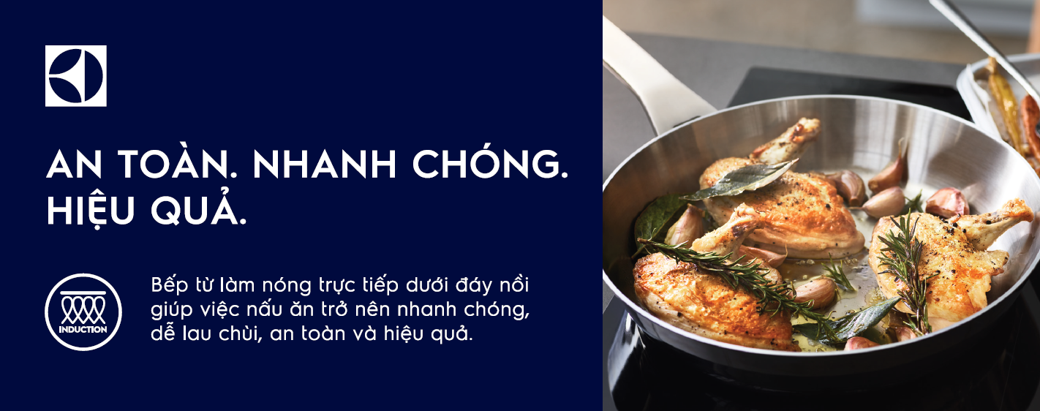 AN TOÀN. NHANH CHÓNG.
HIỆU QUẢ.
INDUCTION
Bếp từ làm nóng trực tiếp dưới đáy nồi
giúp việc nấu ăn trở nên nhanh chóng,
dễ lau chùi, an toàn và hiệu quả.